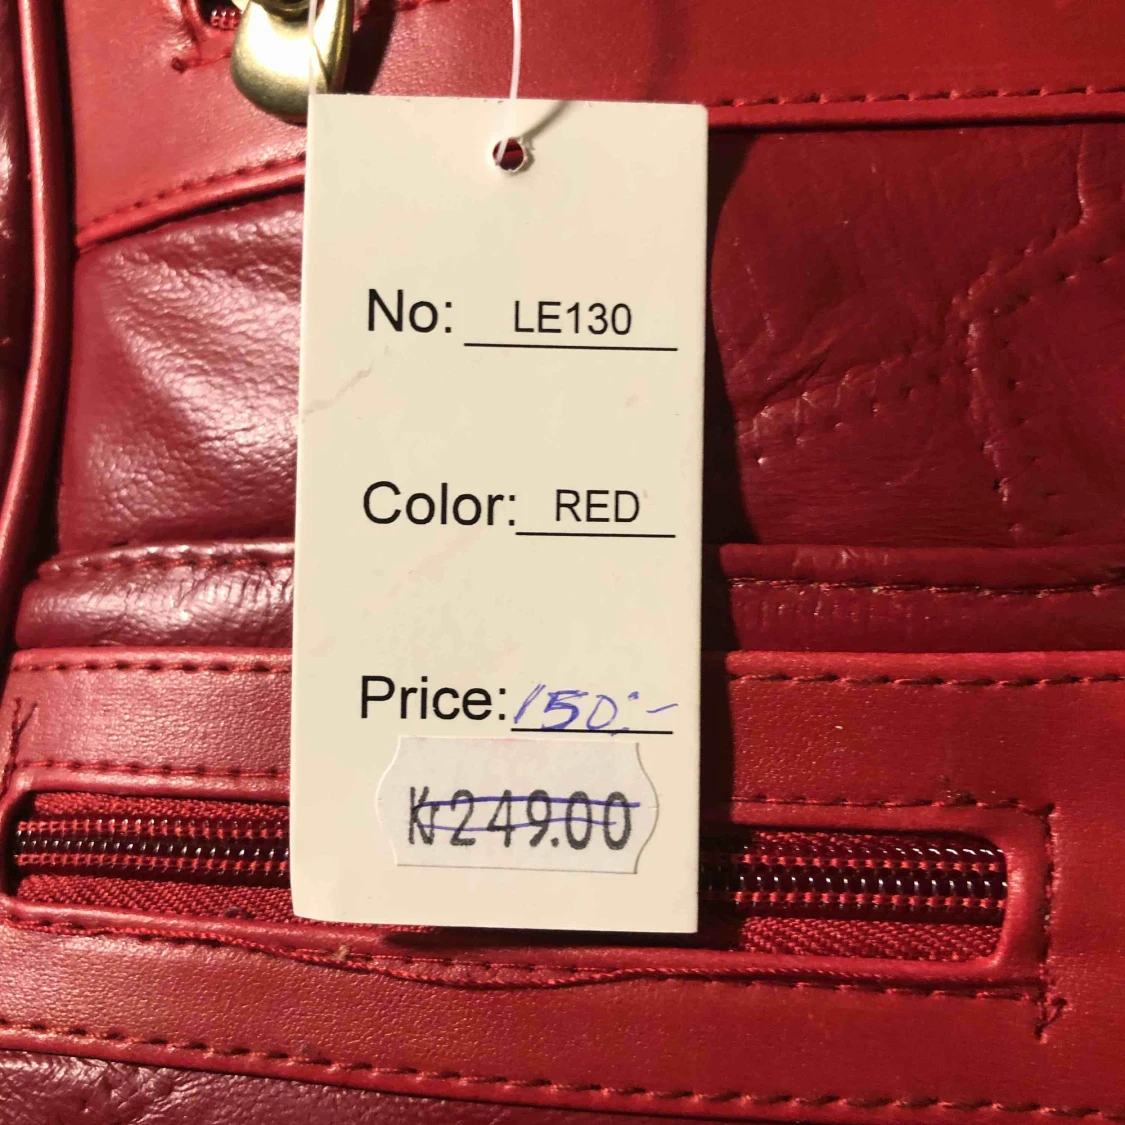 No: LE130
Color: RED
Price: 150:-
Kr249.00